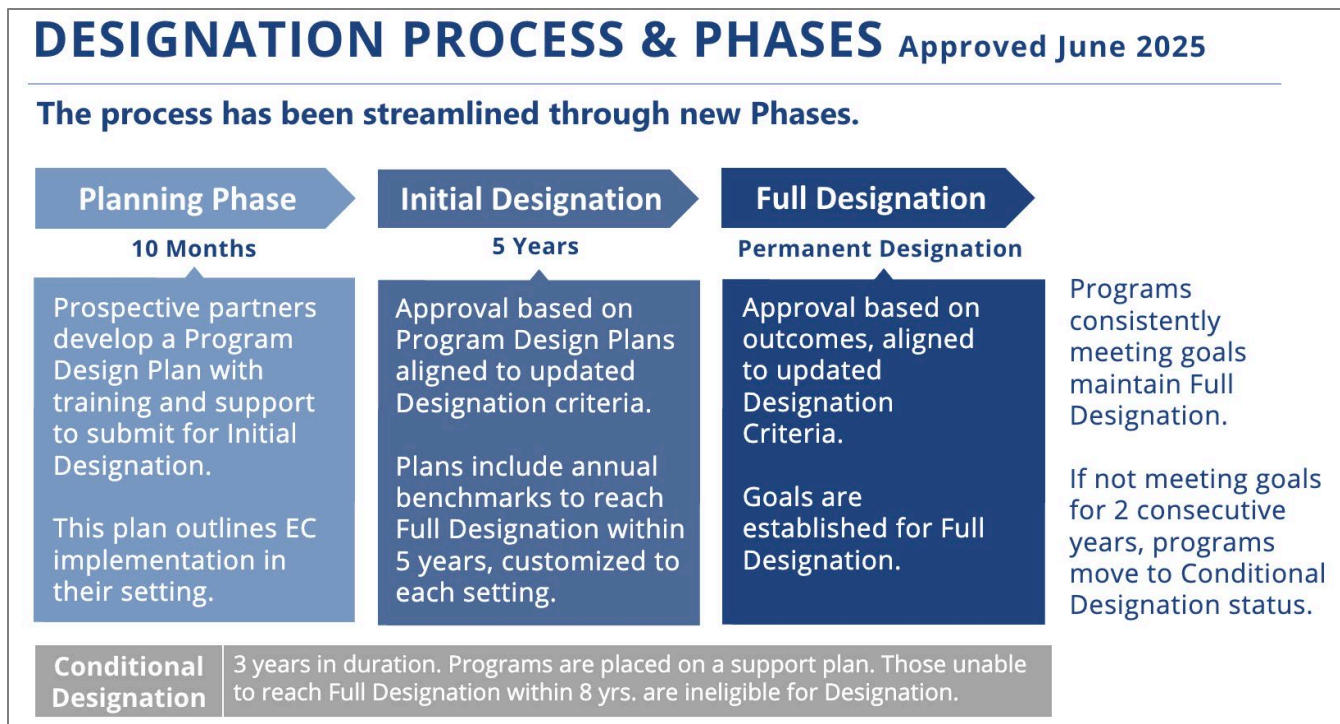 DESIGNATION PROCESS & PHASES Approved June 2025
The process has been streamlined through new Phases.
Planning Phase
10 Months
Prospective partners
develop a Program
Design Plan with
training and support
to submit for Initial
Designation.
This plan outlines EC
implementation in
their setting.
Initial Designation
5 Years
Approval based on
Program Design Plans
aligned to updated
Designation criteria.
Plans include annual
benchmarks to reach
Full Designation within
5 years, customized to
each setting.
Full Designation
Permanent Designation
Approval based on
outcomes, aligned
to updated
Designation
Criteria.
Goals are
established for Full
Designation.
Programs
consistently
meeting goals
maintain Full
Designation.
If not meeting goals
for 2 consecutive
years, programs
move to Conditional
Designation status.
Conditional
Designation
3 years in duration. Programs are placed on a support plan. Those unable
to reach Full Designation within 8 yrs. are ineligible for Designation.